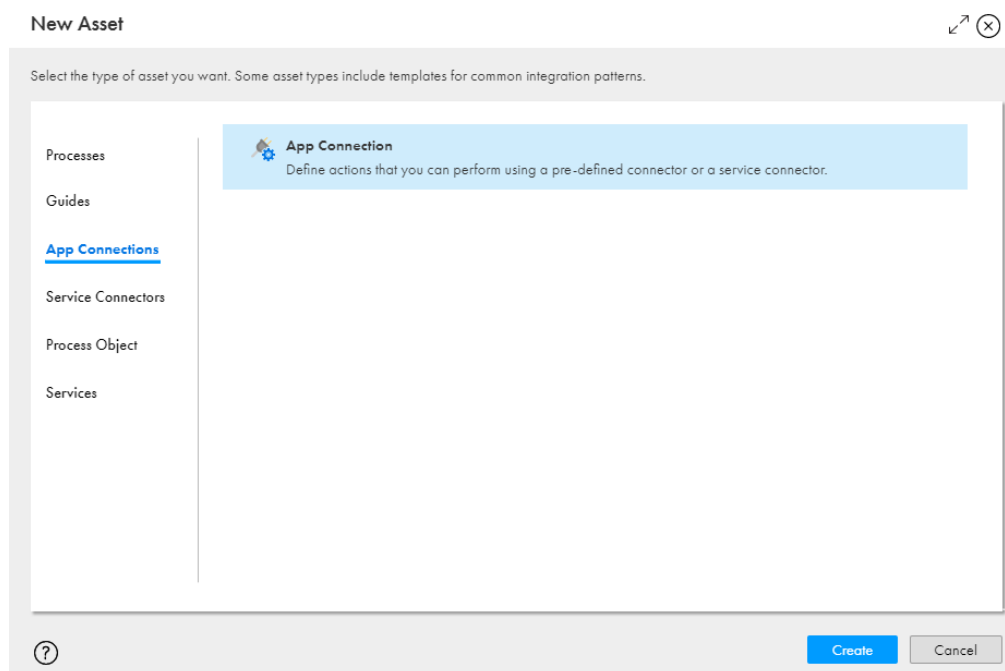 New Asset
Select the type of asset you want. Some asset types include templates for common integration patterns.
Processes
Guides
App Connections
Service Connectors
Process Object
Services
App Connection
Define actions that you can perform using a pre-defined connector or a service connector.
?
Create
Cancel